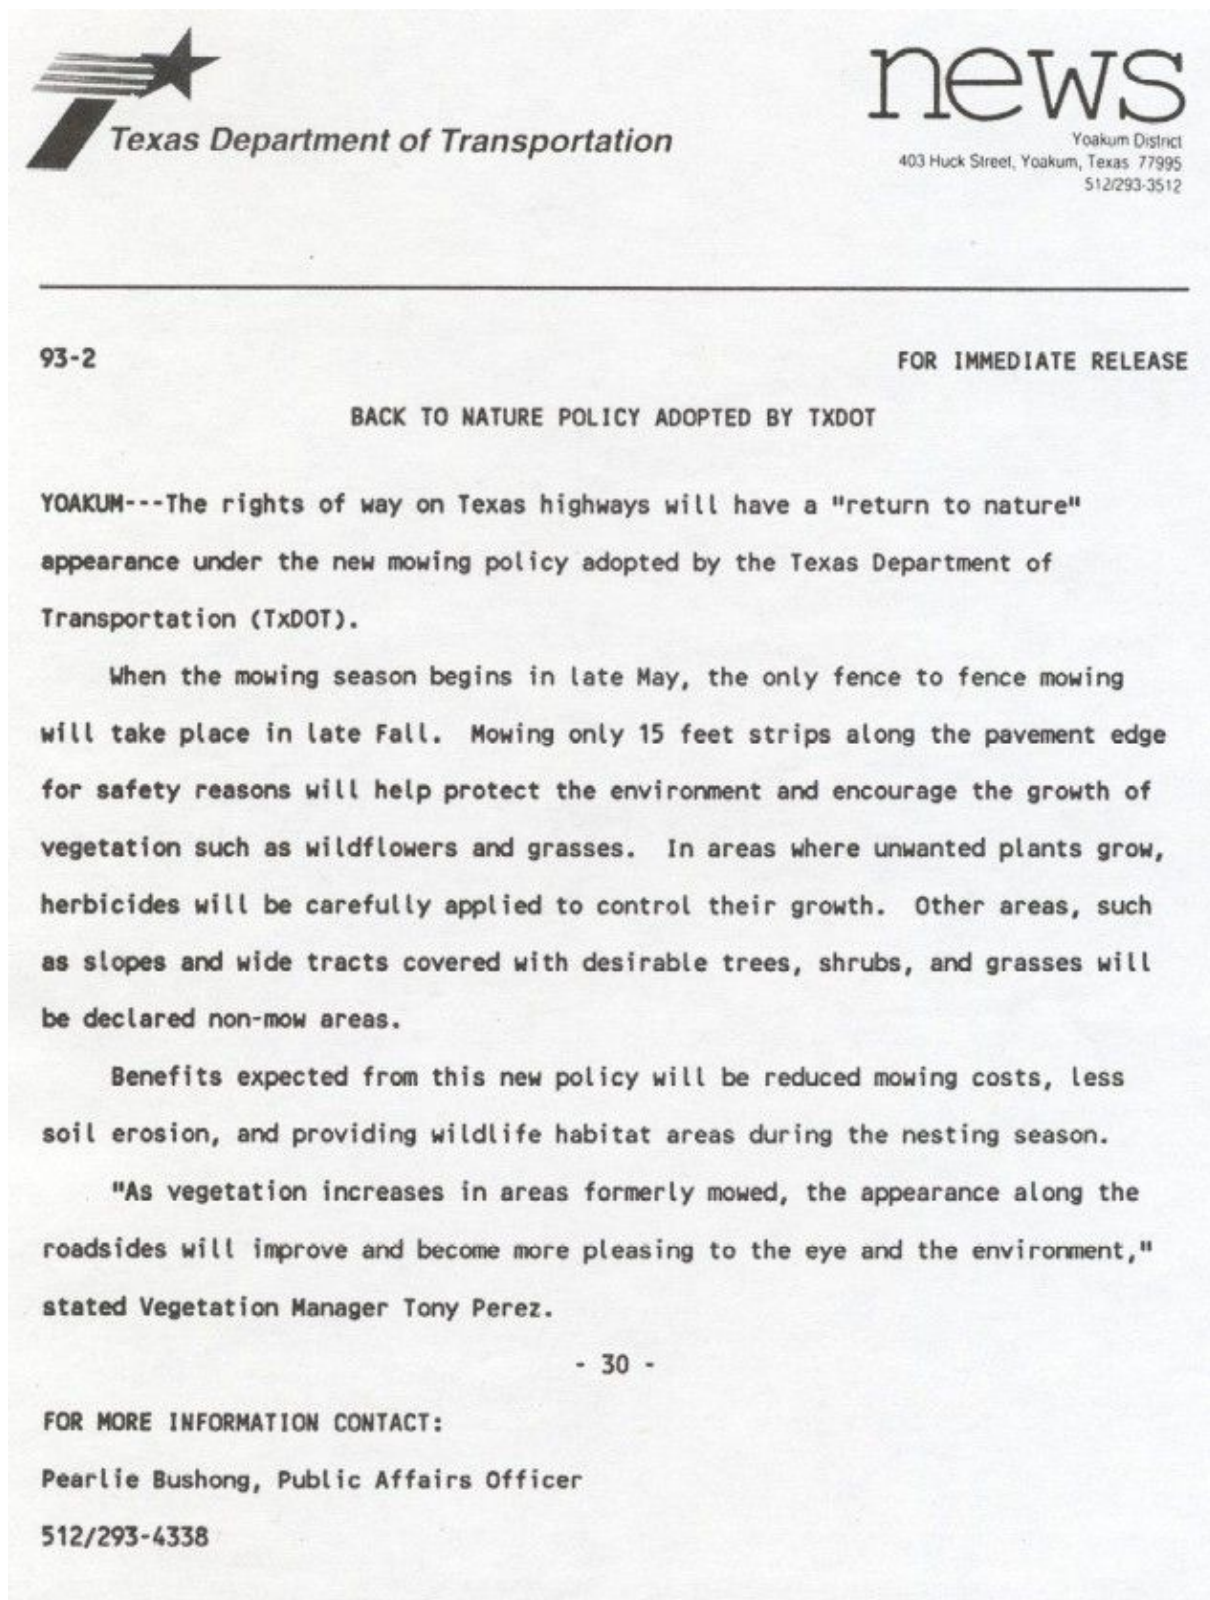 Texas Department of Transportation
news
Yoakum District
403 Huck Street, Yoakum, Texas 77995
512/293-3512
93-2
FOR IMMEDIATE RELEASE
BACK TO NATURE POLICY ADOPTED BY TXDOT
YOAKUM---The rights of way on Texas highways will have a "return to nature"
appearance under the new mowing policy adopted by the Texas Department of
Transportation (TxDOT).
When the mowing season begins in late May, the only fence to fence mowing
will take place in late Fall. Mowing only 15 feet strips along the pavement edge
for safety reasons will help protect the environment and encourage the growth of
vegetation such as wildflowers and grasses. In areas where unwanted plants grow,
herbicides will be carefully applied to control their growth. Other areas, such
as slopes and wide tracts covered with desirable trees, shrubs, and grasses will
be declared non-mow areas.
Benefits expected from this new policy will be reduced mowing costs, less
soil erosion, and providing wildlife habitat areas during the nesting season.
"As vegetation increases in areas formerly mowed, the appearance along the
roadsides will improve and become more pleasing to the eye and the environment,"
stated Vegetation Manager Tony Perez.
- 30 -
FOR MORE INFORMATION CONTACT:
Pearlie Bushong, Public Affairs Officer
512/293-4338